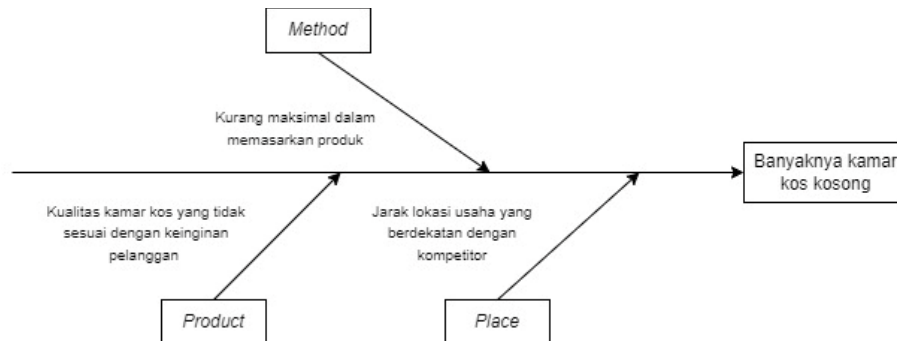 Method
Kurang maksimal dalam
memasarkan produk
Banyaknya kamar
kos kosong
Kualitas kamar kos yang tidak
sesuai dengan keinginan
pelanggan
Jarak lokasi usaha yang
berdekatan dengan
kompetitor
Product
Place